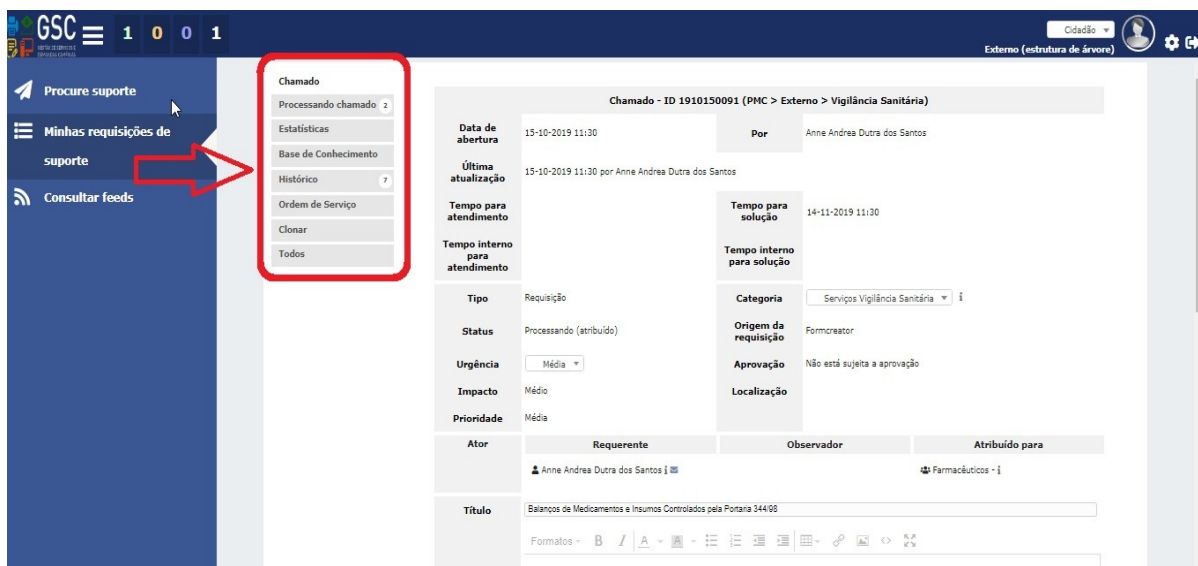 GSC
1 0 0 1
Cidadão
Externo (estrutura de árvore)
Procure suporte
Minhas requisições de
suporte
Consultar feeds
Chamado
Processando chamado 2
Estatísticas
Base de Conhecimento
Histórico 7
Ordem de Serviço
Clonar
Todos
Chamado - ID 1910150091 (PMC > Externo > Vigilância Sanitária)
Data de
abertura
15-10-2019 11:30
Por
Anne Andrea Dutra dos Santos
Última
atualização
15-10-2019 11:30 por Anne Andrea Dutra dos Santos
Tempo para
atendimento
Tempo para
solução
14-11-2019 11:30
Tempo interno
para
atendimento
Tempo interno
para solução
Tipo
Requisição
Categoria
Serviços Vigilância Sanitária
Status
Processando (atribuído)
Origem da
requisição
Formcreator
Urgência
Média
Aprovação
Não está sujeita a aprovação
Impacto
Médio
Localização
Prioridade
Média
Ator
Requerente
Observador
Atribuído para
Anne Andrea Dutra dos Santos
Farmacêuticos -
Título
Balanços de Medicamentos e Insumos Controlados pela Portaria 344/98
Formatos B I A A